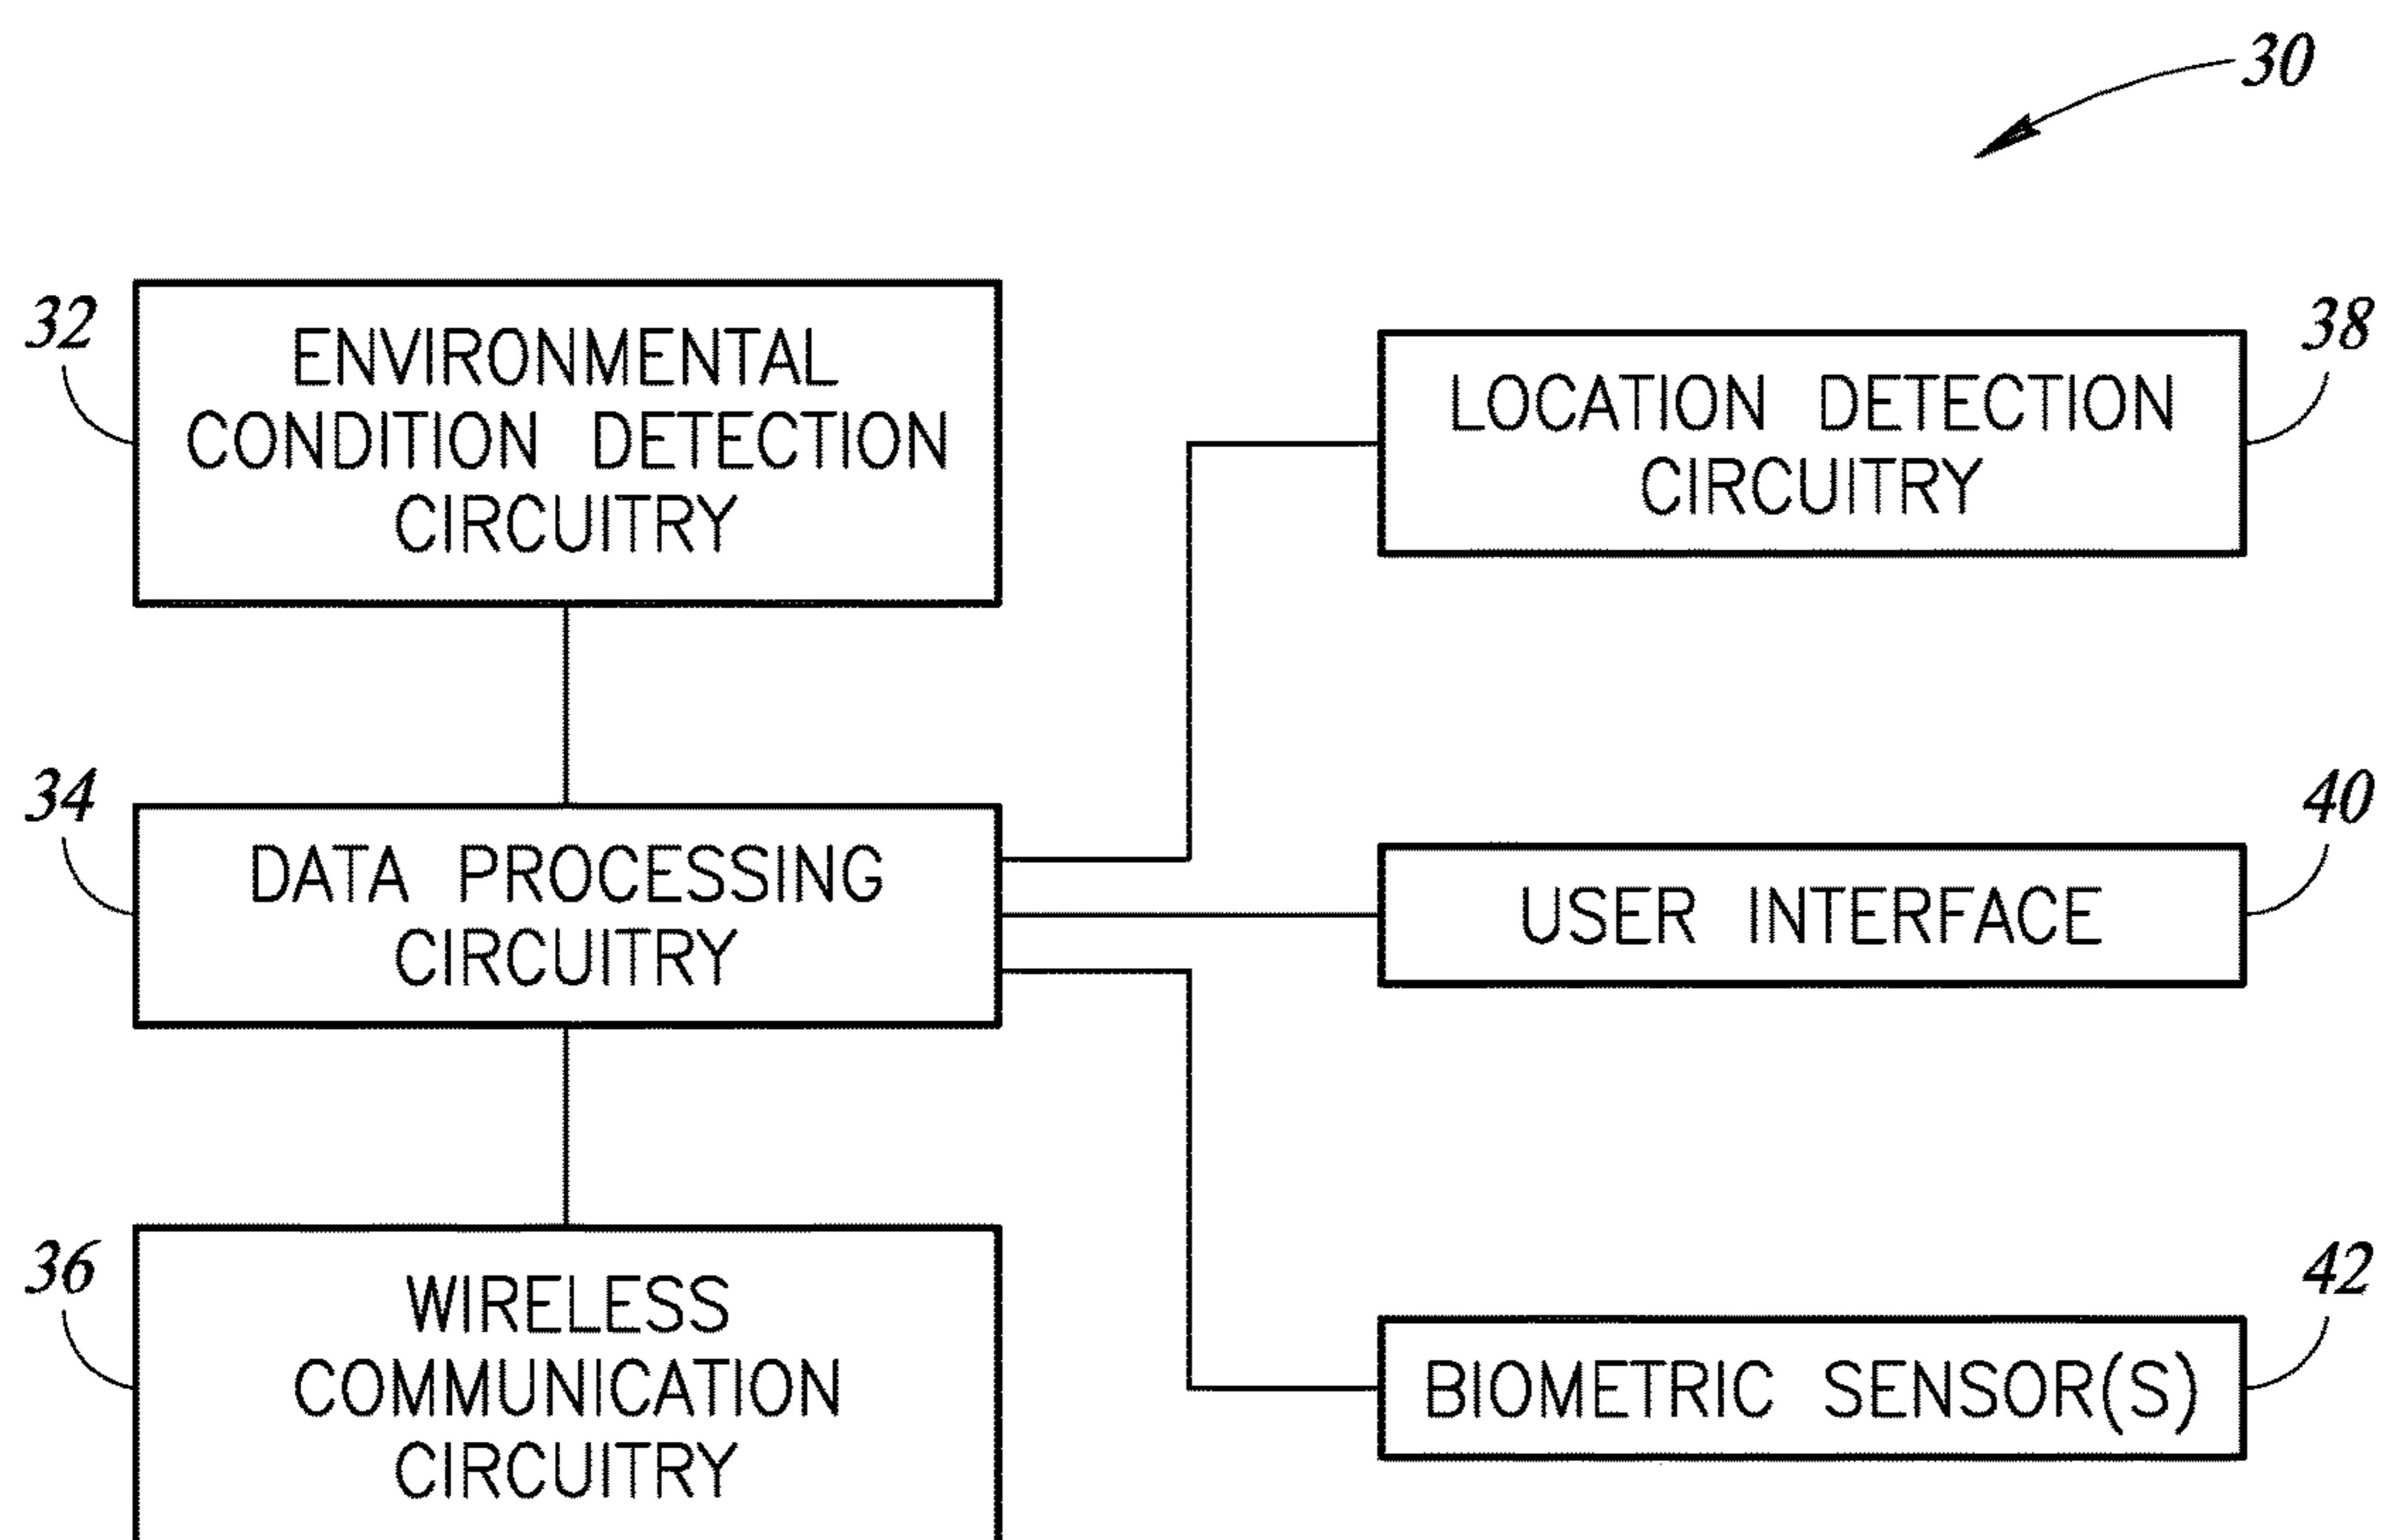 30
32
ENVIRONMENTAL
CONDITION DETECTION
CIRCUITRY
38
LOCATION DETECTION
CIRCUITRY
34
DATA PROCESSING
CIRCUITRY
40
USER INTERFACE
36
WIRELESS
COMMUNICATION
CIRCUITRY
42
BIOMETRIC SENSOR(S)